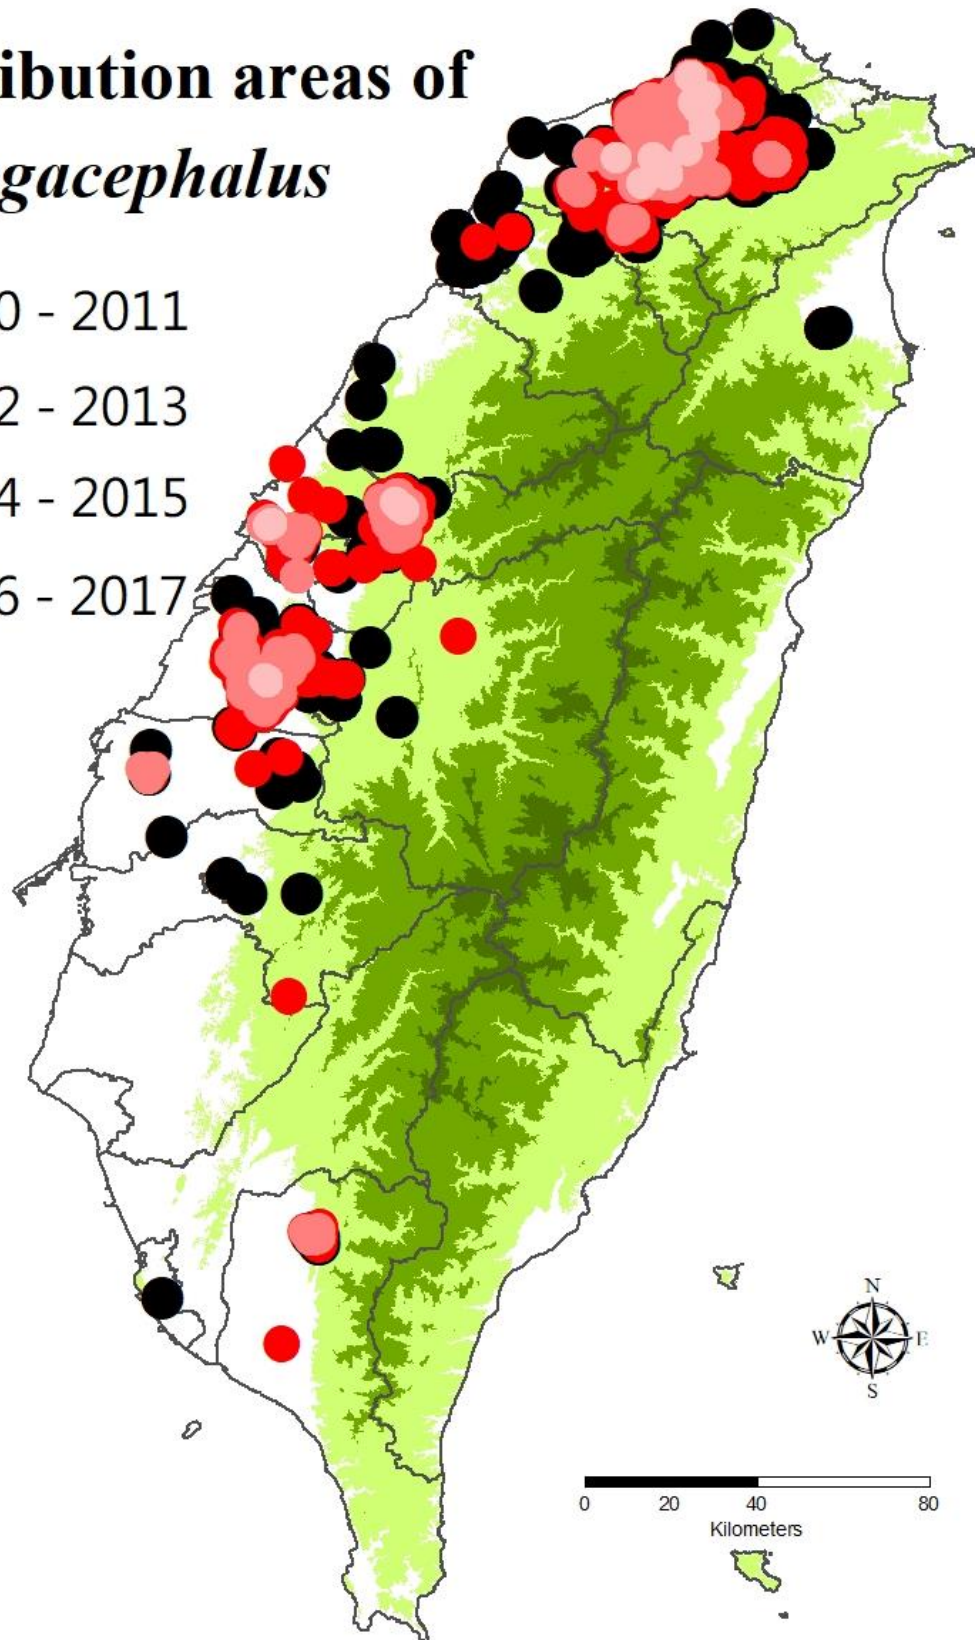 ibution areas of
gacephalus
0 - 2011
2 - 2013
4 - 2015
6 - 2017
N
W E
S
0 20 40 80
Kilometers